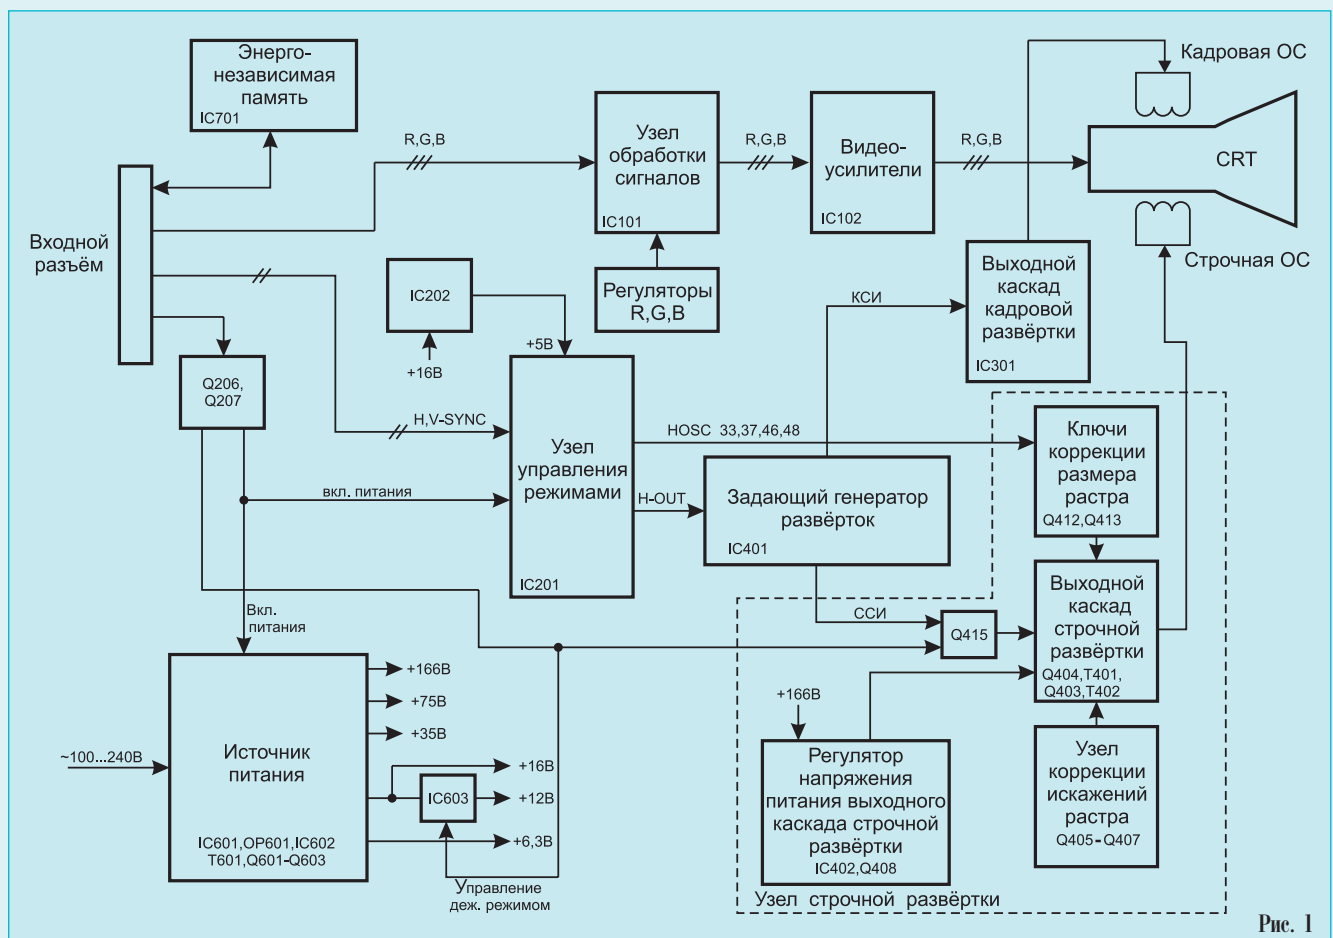 Энерго-
независимая
память
IC701
Входной
разъём
R,G,B
Узел
обработки
сигналов
IC101
R,G,B
Видео-
усилители
IC102
R,G,B
Кадровая ОС
CRT
Строчная ОС
Регуляторы
R,G,B
IC202
+16В
+5В
КСИ
Выходной
каскад
кадровой
развёртки
IC301
Q206,
Q207
H,V-SYNC
вкл. питания
Узел
управления
режимами
IC201
HOSC 33,37,46,48
H-OUT
Задающий генератор
развёрток
IC401
Ключи
коррекции
размера
растра
Q412,Q413
ССИ
Q415
Выходной
каскад
строчной
развёртки
Q404,T401,
Q403,T402
Вкл.
питания
~100...240В
Источник
питания
IC601,OP601,IC602
T601,Q601-Q603
+166В
+75В
+35В
+16В
IC603
+12В
+6,3В
Управление
деж. режимом
+166В
Регулятор
напряжения
питания выходного
каскада строчной
развёртки
IC402,Q408
Узел
коррекции
искажений
растра
Q405-Q407
Узел строчной развёртки
Рис. 1